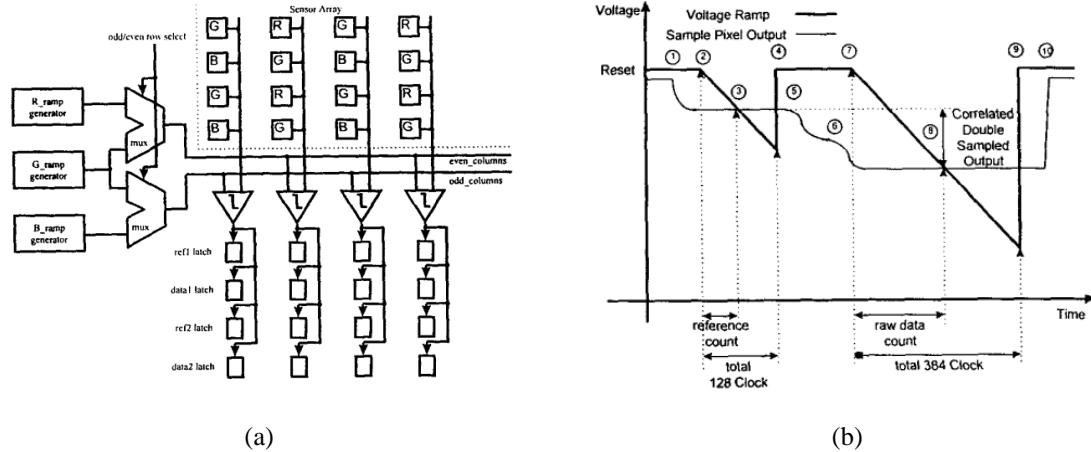 Sensor Array
odd/even row select
G R G R
B G B G
G R G R
B G B G
R_ramp
generator
mux
G_ramp
generator
mux
B_ramp
generator
even_columns
odd_columns
ref1 latch
data1 latch
ref2 latch
data2 latch
(a)
Voltage
Voltage Ramp
Sample Pixel Output
1 2 4 7 9 10
Reset
3 5 6 8
Correlated
Double
Sampled
Output
Time
reference
count
raw data
count
total
128 Clock
total 384 Clock
(b)